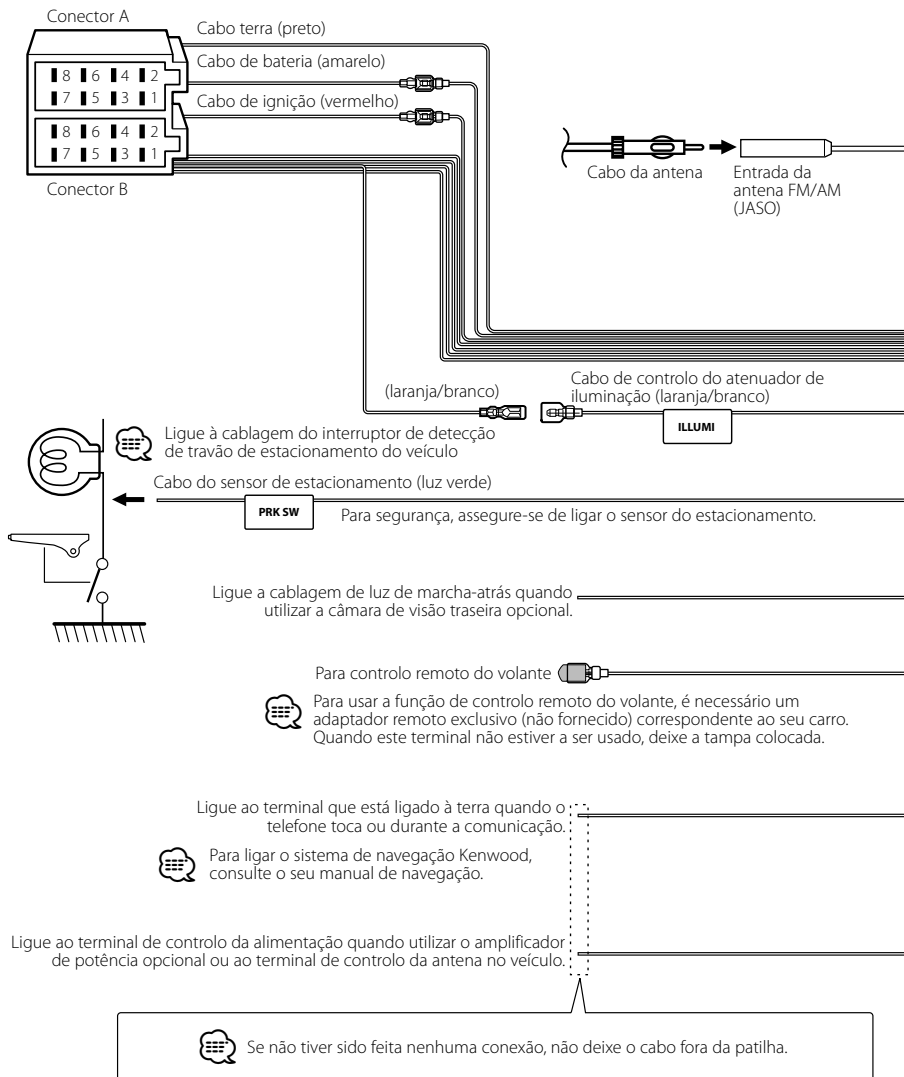 Conector A
Cabo terra (preto)
Cabo de bateria (amarelo)
8 6 4 2
7 5 3 1
Cabo de ignição (vermelho)
8 6 4 2
7 5 3 1
Conector B
Cabo da antena
Entrada da
antena FM/AM
(JASO)
(laranja/branco)
Cabo de controlo do atenuador de
iluminação (laranja/branco)
ILLUMI
Ligue à cablagem do interruptor de detecção
de travão de estacionamento do veículo
Cabo do sensor de estacionamento (luz verde)
PRK SW
Para segurança, assegure-se de ligar o sensor do estacionamento.
Ligue a cablagem de luz de marcha-atrás quando
utilizar a câmara de visão traseira opcional.
Para controlo remoto do volante
Para usar a função de controlo remoto do volante, é necessário um
adaptador remoto exclusivo (não fornecido) correspondente ao seu carro.
Quando este terminal não estiver a ser usado, deixe a tampa colocada.
Ligue ao terminal que está ligado à terra quando o
telefone toca ou durante a comunicação.
Para ligar o sistema de navegação Kenwood,
consulte o seu manual de navegação.
Ligue ao terminal de controlo da alimentação quando utilizar o amplificador
de potência opcional ou ao terminal de controlo da antena no veículo.
Se não tiver sido feita nenhuma conexão, não deixe o cabo fora da patilha.